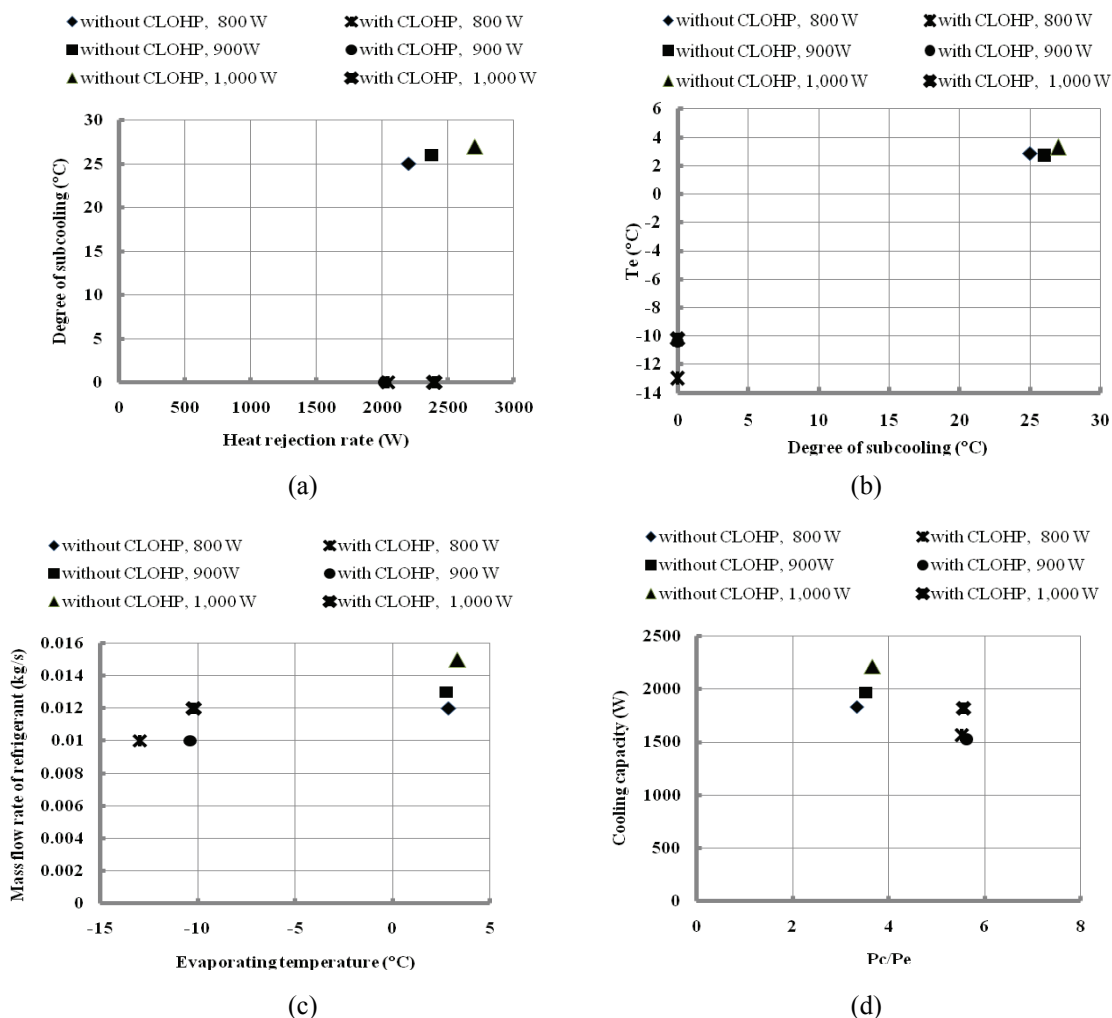 without CLOHP, 800 W
with CLOHP, 800 W
without CLOHP, 900W
with CLOHP, 900 W
without CLOHP, 1,000 W
with CLOHP, 1,000 W
Degree of subcooling (°C)
30
25
20
15
10
5
0
0 500 1000 1500 2000 2500 3000
Heat rejection rate (W)
(a)
without CLOHP, 800 W
with CLOHP, 800 W
without CLOHP, 900W
with CLOHP, 900 W
without CLOHP, 1,000 W
with CLOHP, 1,000 W
Te (°C)
6
4
2
0
-2
-4
-6
-8
-10
-12
-14
0 5 10 15 20 25 30
Degree of subcooling (°C)
(b)
without CLOHP, 800 W
with CLOHP, 800 W
without CLOHP, 900W
with CLOHP, 900 W
without CLOHP, 1,000 W
with CLOHP, 1,000 W
Mass flow rate of refrigerant (kg/s)
0.016
0.014
0.012
0.01
0.008
0.006
0.004
0.002
0
-15 -10 -5 0 5
Evaporating temperature (°C)
(c)
without CLOHP, 800 W
with CLOHP, 800 W
without CLOHP, 900W
with CLOHP, 900 W
without CLOHP, 1,000 W
with CLOHP, 1,000 W
Cooling capacity (W)
2500
2000
1500
1000
500
0
0 2 4 6 8
Pc/Pe
(d)